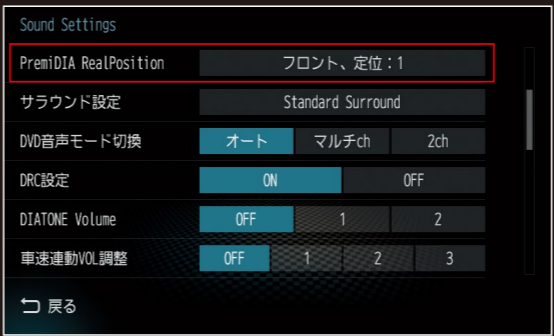 Sound Settings
PremiDIA RealPosition フロント、定位：1
サラウンド設定 Standard Surround
DVD音声モード切換 オート マルチch 2ch
DRC設定 ON OFF
DIATONE Volume OFF 1 2
車速連動VOL調整 OFF 1 2 3
戻る